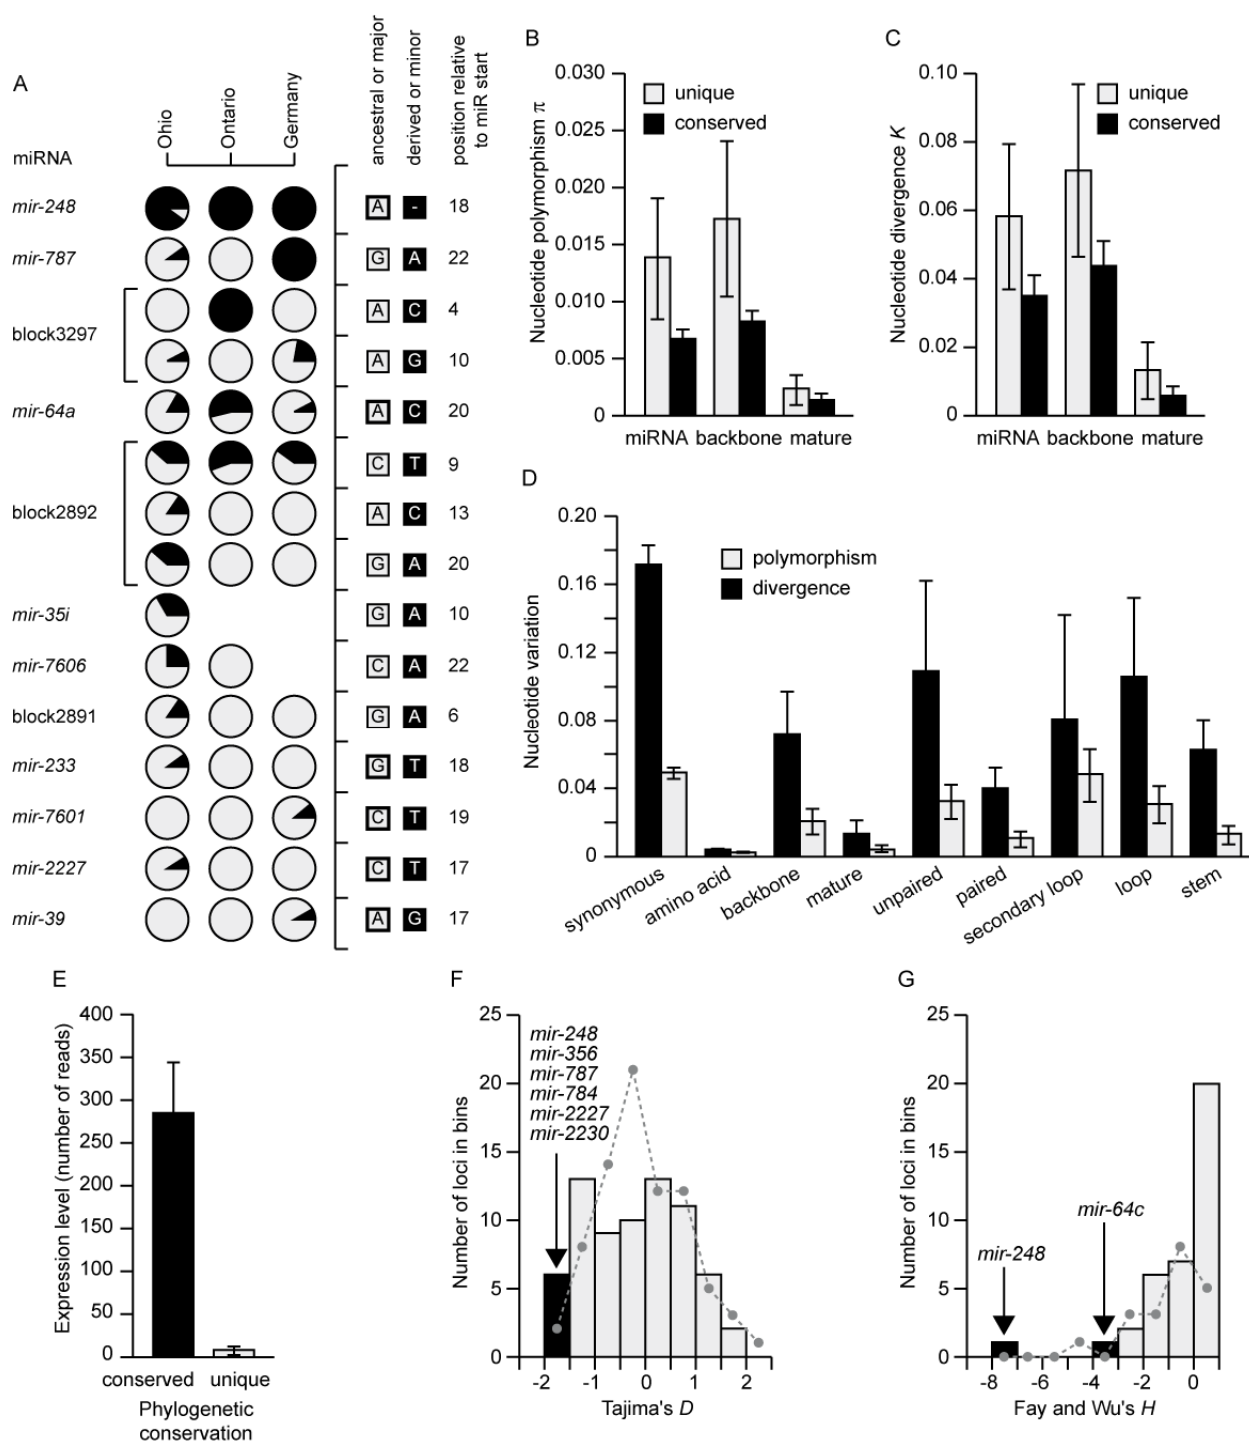 A
miRNA
Ohio
Ontario
Germany
ancestral or major
derived or minor
position relative
to miR start
mir-248 A - 18
mir-787 G A 22
block3297
A C 4
A G 10
mir-64a A C 20
block2892
C T 9
A C 13
G A 20
mir-35i G A 10
mir-7606 C A 22
block2891 G A 6
mir-233 G T 18
mir-7601 C T 19
mir-2227 C T 17
mir-39 A G 17
B
Nucleotide polymorphism π
0.030
0.025
0.020
0.015
0.010
0.005
0
unique
conserved
miRNA backbone mature
C
Nucleotide divergence K
0.10
0.08
0.06
0.04
0.02
0
unique
conserved
miRNA backbone mature
D
Nucleotide variation
0.20
0.16
0.12
0.08
0.04
0
polymorphism
divergence
synonymous
amino acid
backbone
mature
unpaired
paired
secondary loop
loop
stem
E
Expression level (number of reads)
400
350
300
250
200
150
100
50
0
conserved unique
Phylogenetic
conservation
F
Number of loci in bins
25
20
15
10
5
0
mir-248
mir-356
mir-787
mir-784
mir-2227
mir-2230
-2 -1 0 1 2
Tajima's D
G
Number of loci in bins
25
20
15
10
5
0
mir-64c
mir-248
-8 -6 -4 -2 0
Fay and Wu's H